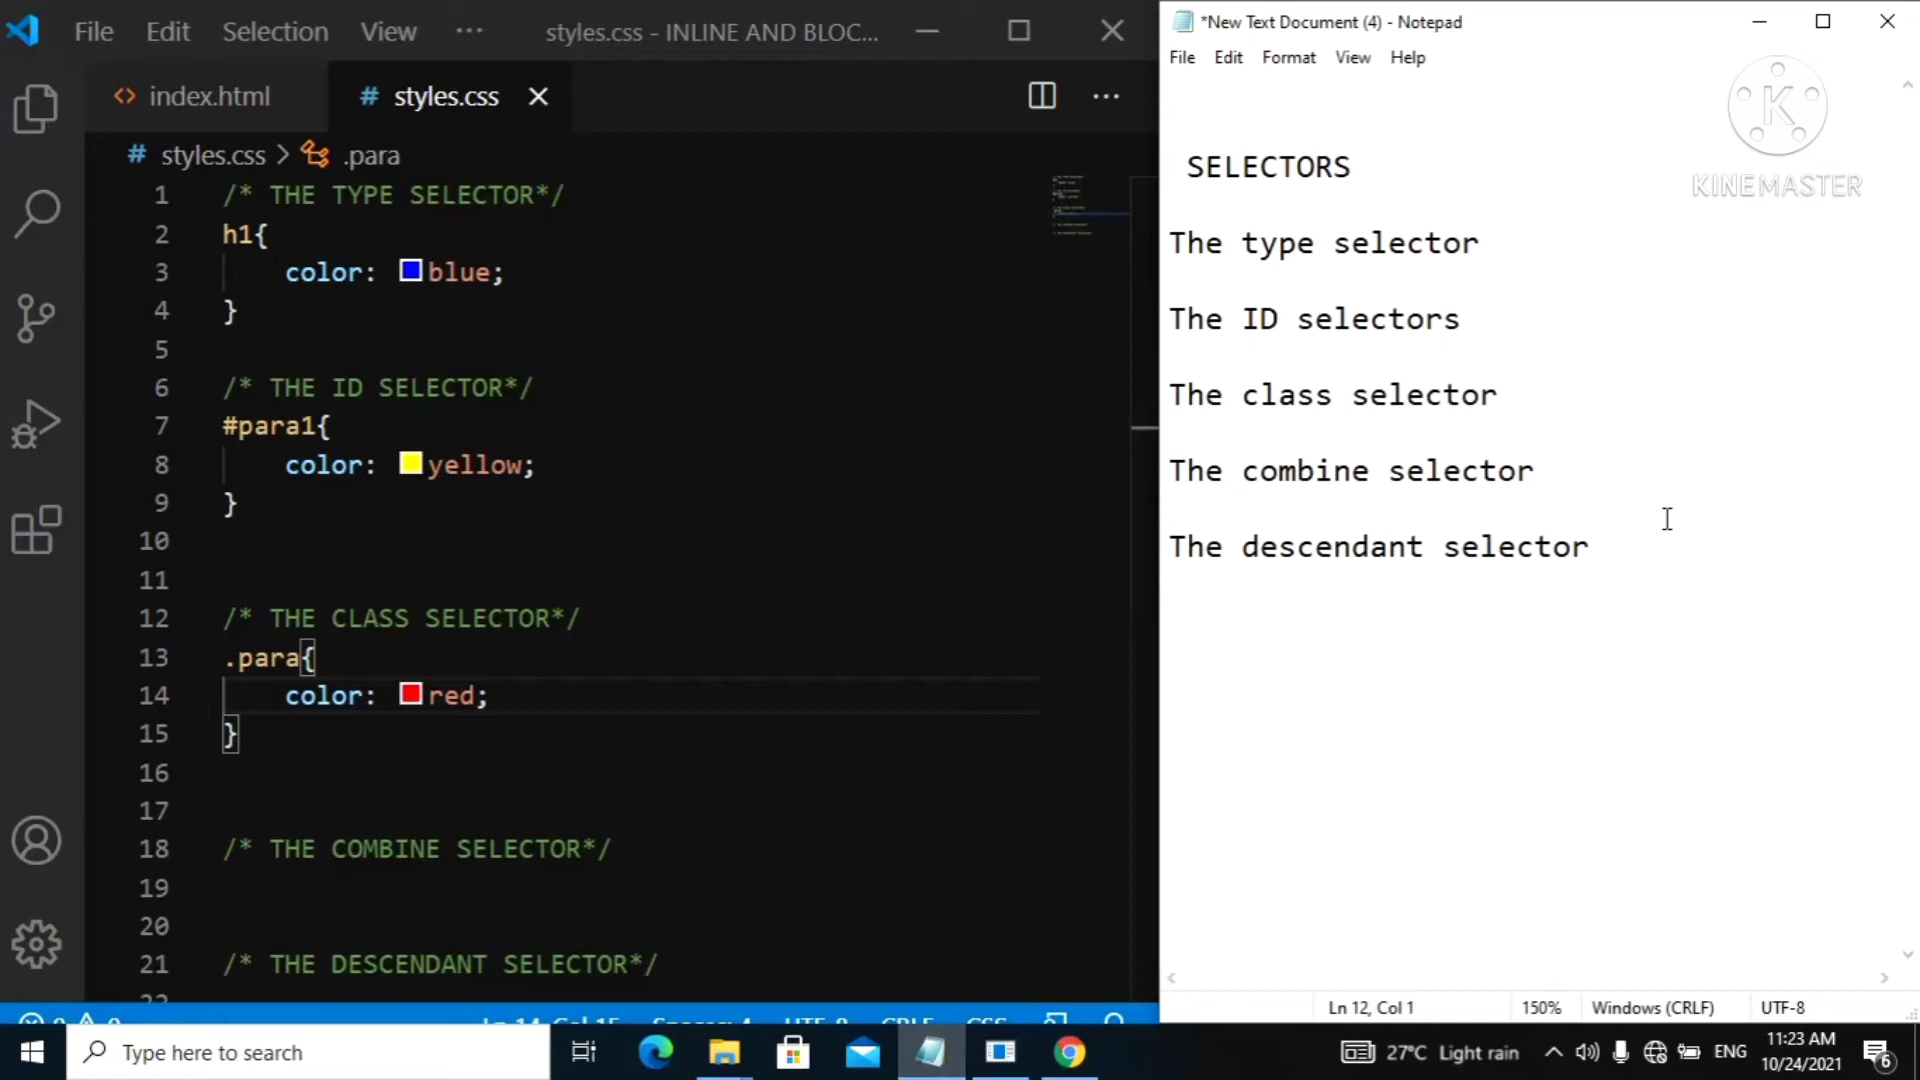 File Edit Selection View ··· styles.css - INLINE AND BLOC...
index.html
# styles.css
# styles.css > .para
1 /* THE TYPE SELECTOR*/
2 h1{
3 color: blue;
4 }
5
6 /* THE ID SELECTOR*/
7 #para1{
8 color: yellow;
9 }
10
11
12 /* THE CLASS SELECTOR*/
13 .para{
14 color: red;
15 }
16
17
18 /* THE COMBINE SELECTOR*/
19
20
21 /* THE DESCENDANT SELECTOR*/
*New Text Document (4) - Notepad
File Edit Format View Help
K
KINEMASTER
SELECTORS
The type selector
The ID selectors
The class selector
The combine selector
The descendant selector
Ln 12, Col 1 150% Windows (CRLF) UTF-8
Type here to search
27°C Light rain
ENG
11:23 AM
10/24/2021
6